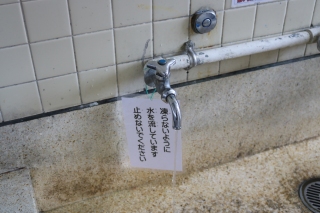 凍らないように
水を流しています
止めないでください